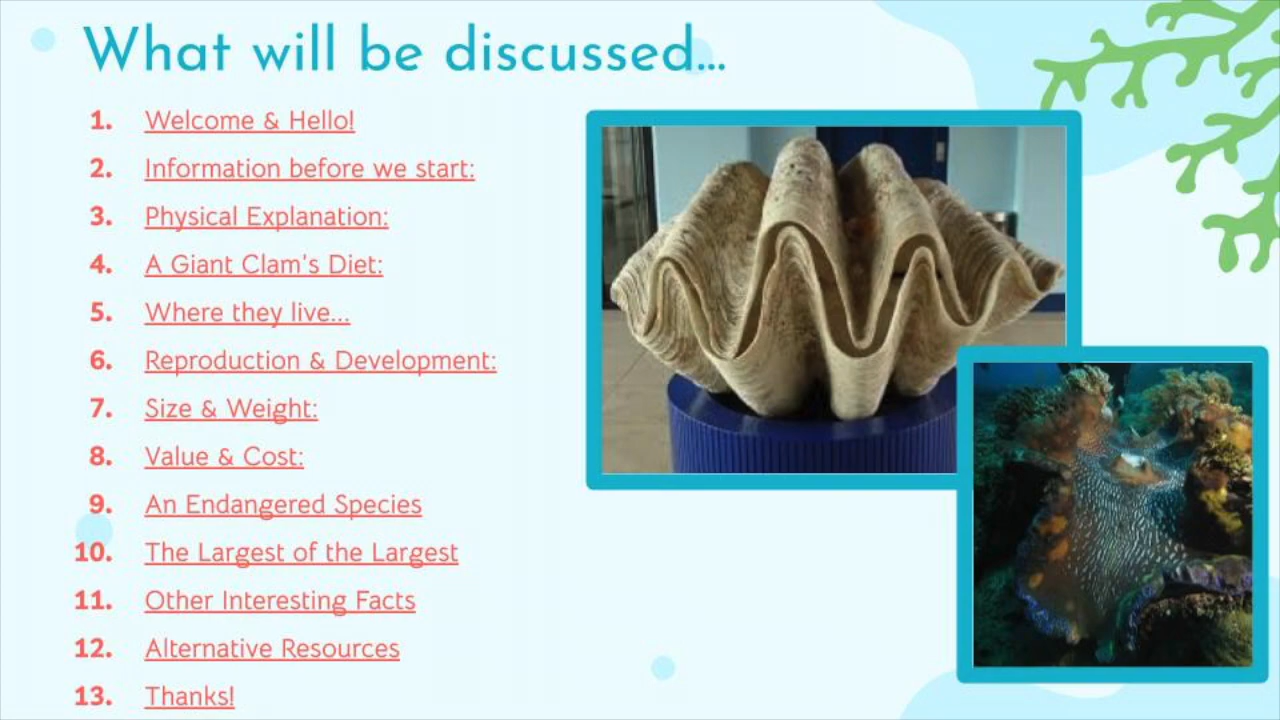 What will be discussed...
1. Welcome & Hello!
2. Information before we start:
3. Physical Explanation:
4. A Giant Clam's Diet:
5. Where they live...
6. Reproduction & Development:
7. Size & Weight:
8. Value & Cost:
9. An Endangered Species
10. The Largest of the Largest
11. Other Interesting Facts
12. Alternative Resources
13. Thanks!